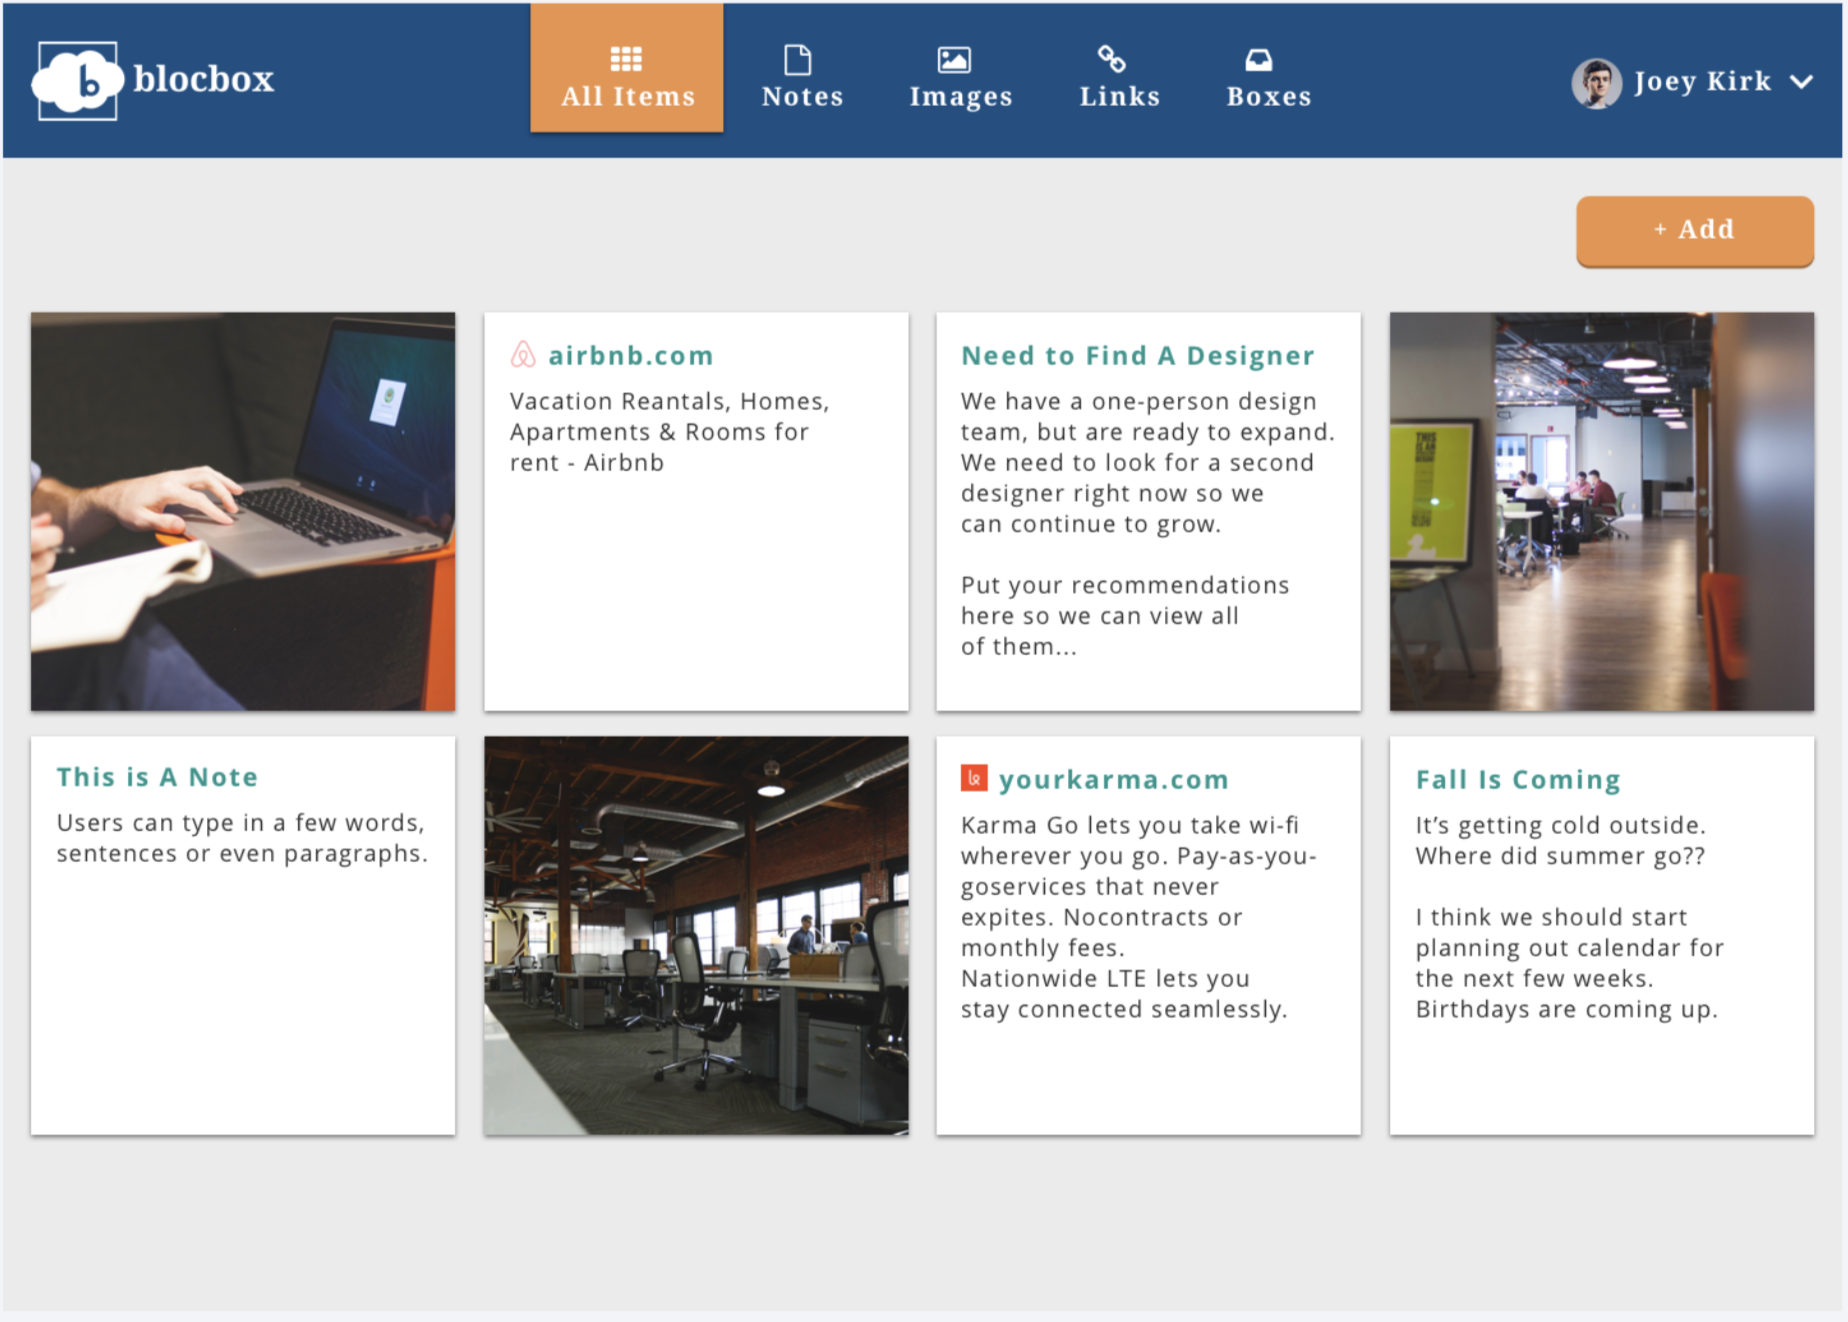 b blocbox
All Items
Notes
Images
Links
Boxes
Joey Kirk
+ Add
airbnb.com
Vacation Reantals, Homes,
Apartments & Rooms for
rent - Airbnb
Need to Find A Designer
We have a one-person design
team, but are ready to expand.
We need to look for a second
designer right now so we
can continue to grow.
Put your recommendations
here so we can view all
of them...
THIS
This is A Note
Users can type in a few words,
sentences or even paragraphs.
yourkarma.com
Karma Go lets you take wi-fi
wherever you go. Pay-as-you-
goservices that never
expites. Nocontracts or
monthly fees.
Nationwide LTE lets you
stay connected seamlessly.
Fall Is Coming
It’s getting cold outside.
Where did summer go??
I think we should start
planning out calendar for
the next few weeks.
Birthdays are coming up.